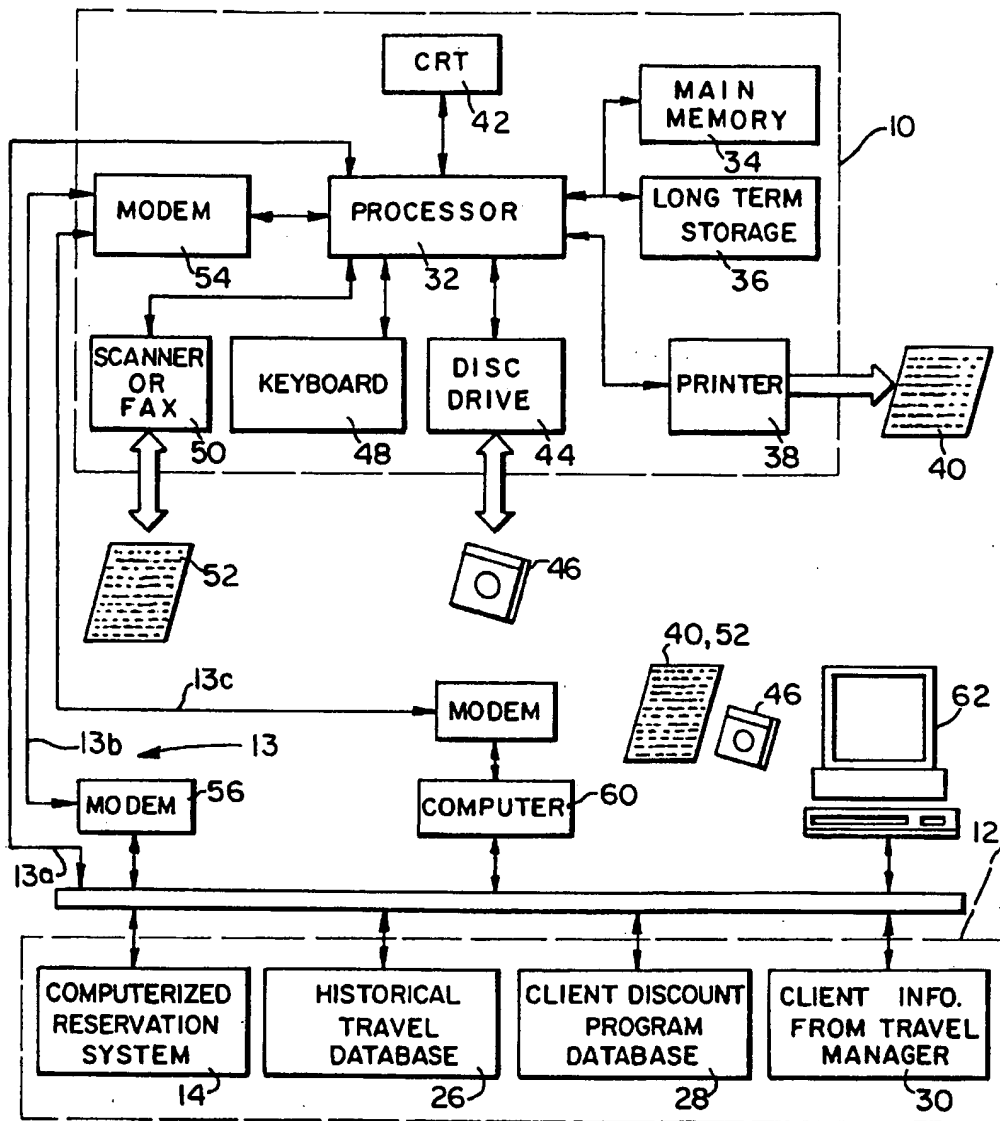 CRT
42
MAIN
MEMORY
34
10
MODEM
54
PROCESSOR
32
LONG TERM
STORAGE
36
SCANNER
OR
FAX
50
KEYBOARD
48
DISC
DRIVE
44
PRINTER
38
40
52
46
40,52
46
62
13c
MODEM
13b
13
MODEM
56
COMPUTER
60
12
13a
COMPUTERIZED
RESERVATION
SYSTEM
14
HISTORICAL
TRAVEL
DATABASE
26
CLIENT DISCOUNT
PROGRAM
DATABASE
28
CLIENT INFO.
FROM TRAVEL
MANAGER
30